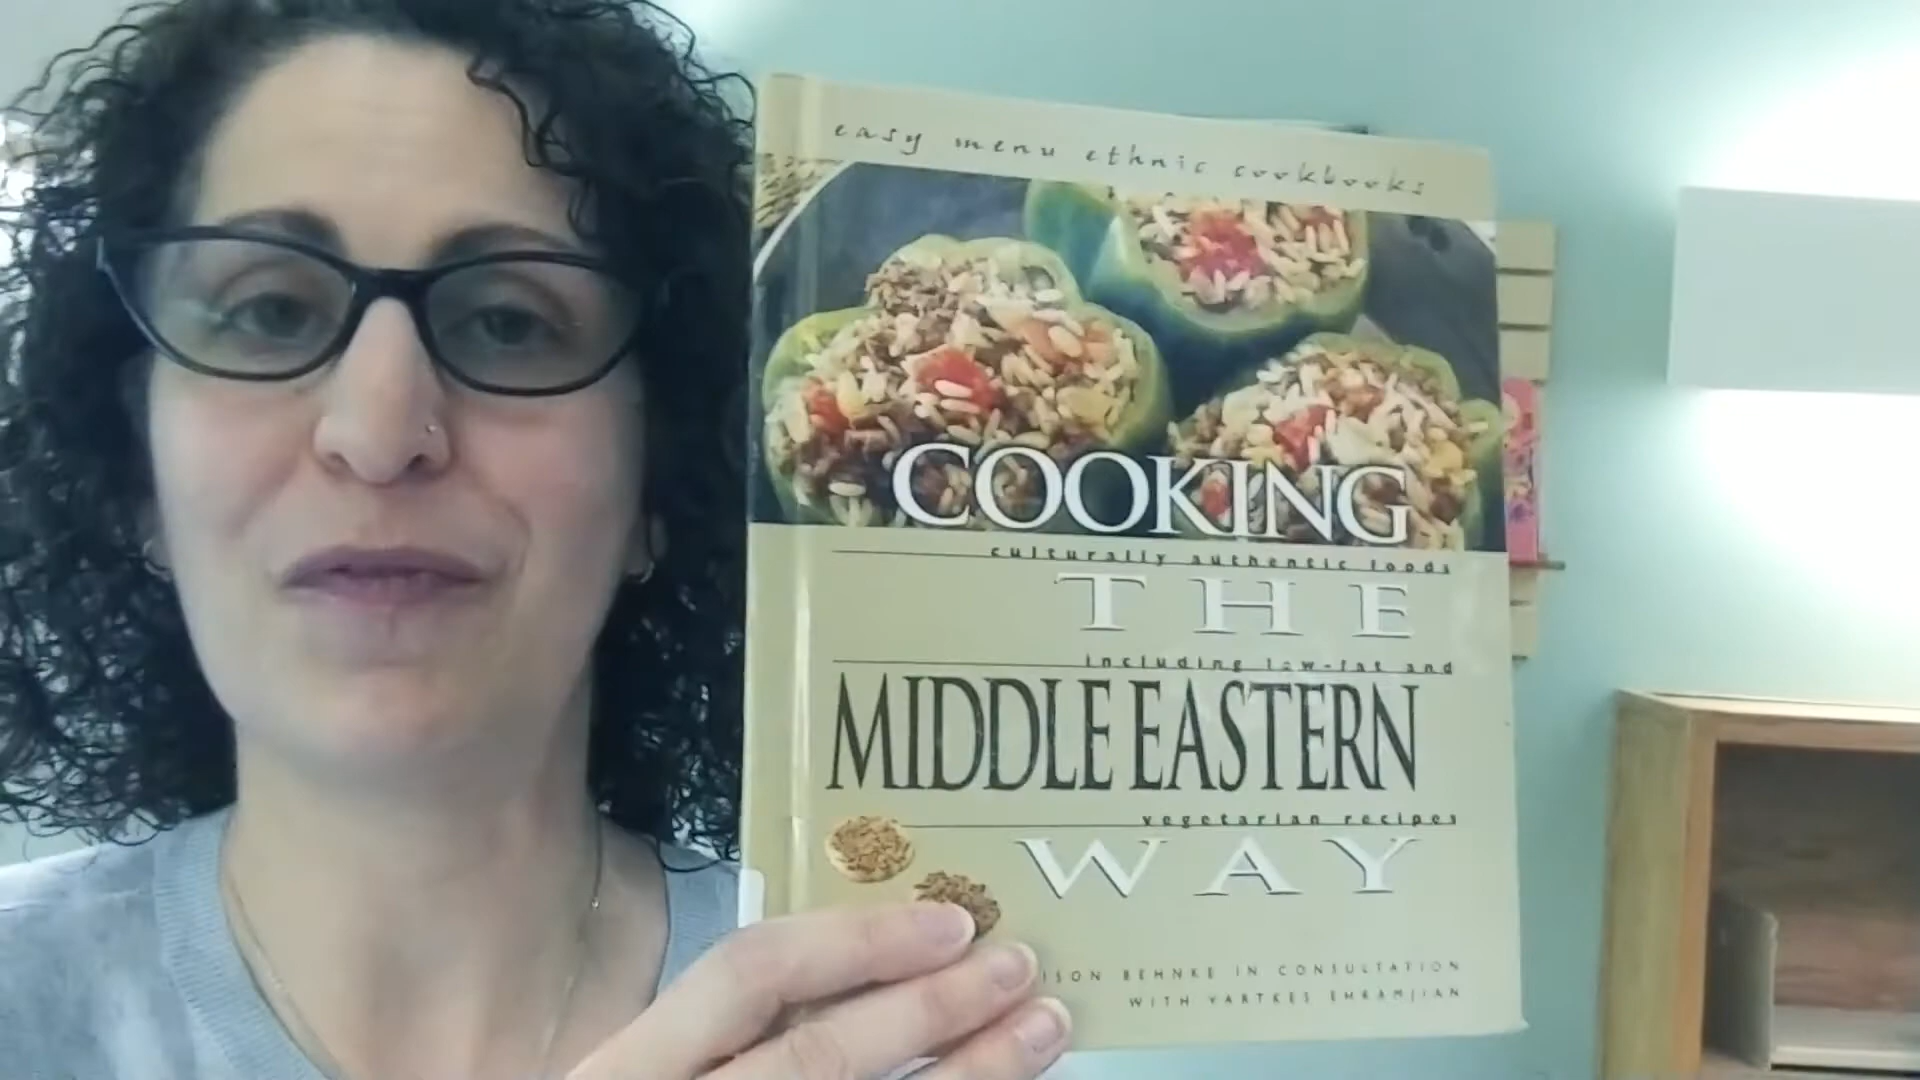 easy menu ethnic cookbooks
COOKING
culturally authentic foods
THE
including low-fat and
MIDDLE EASTERN
vegetarian recipes
WAY
BEHNKE IN CONSULTATION
WITH VARTKES EHRAMJIAN